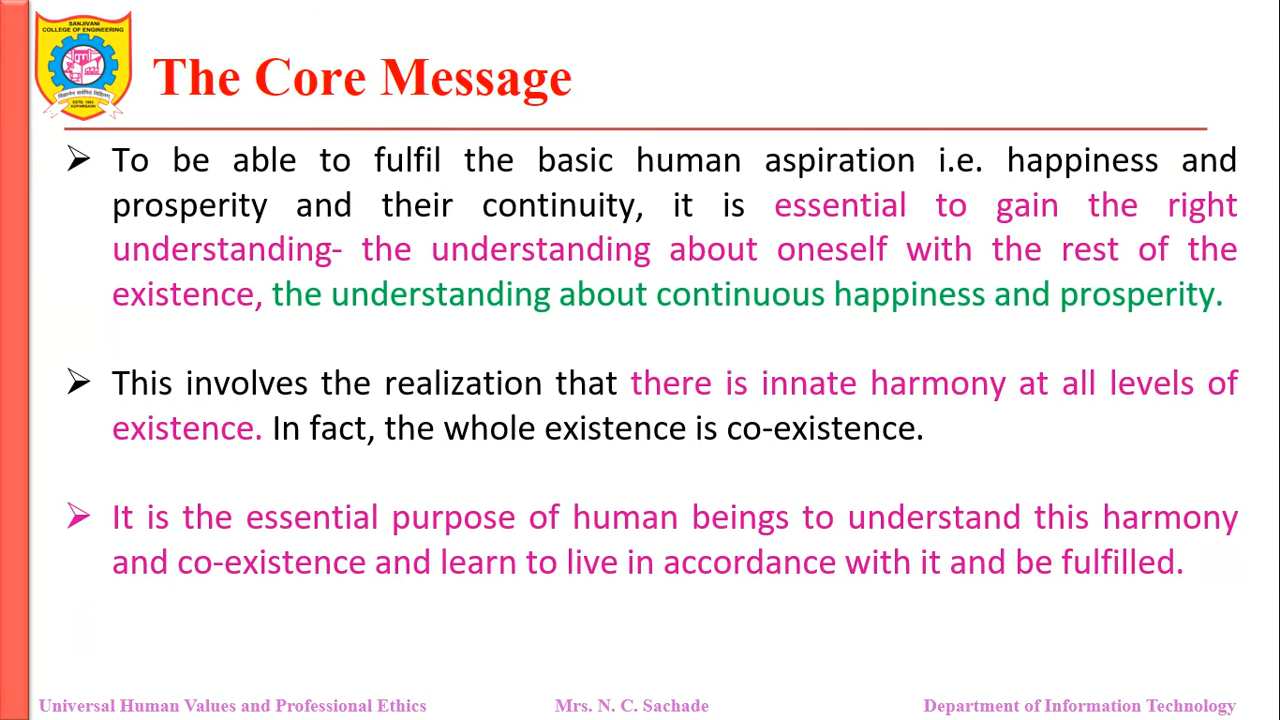 SANJIVANI
COLLEGE OF ENGINEERING
ESTD. 1983
KOPARGAON
The Core Message
➢ To be able to fulfil the basic human aspiration i.e. happiness and
prosperity and their continuity, it is essential to gain the right
understanding- the understanding about oneself with the rest of the
existence, the understanding about continuous happiness and prosperity.
➢ This involves the realization that there is innate harmony at all levels of
existence. In fact, the whole existence is co-existence.
➢ It is the essential purpose of human beings to understand this harmony
and co-existence and learn to live in accordance with it and be fulfilled.
Universal Human Values and Professional Ethics
Mrs. N. C. Sachade
Department of Information Technology